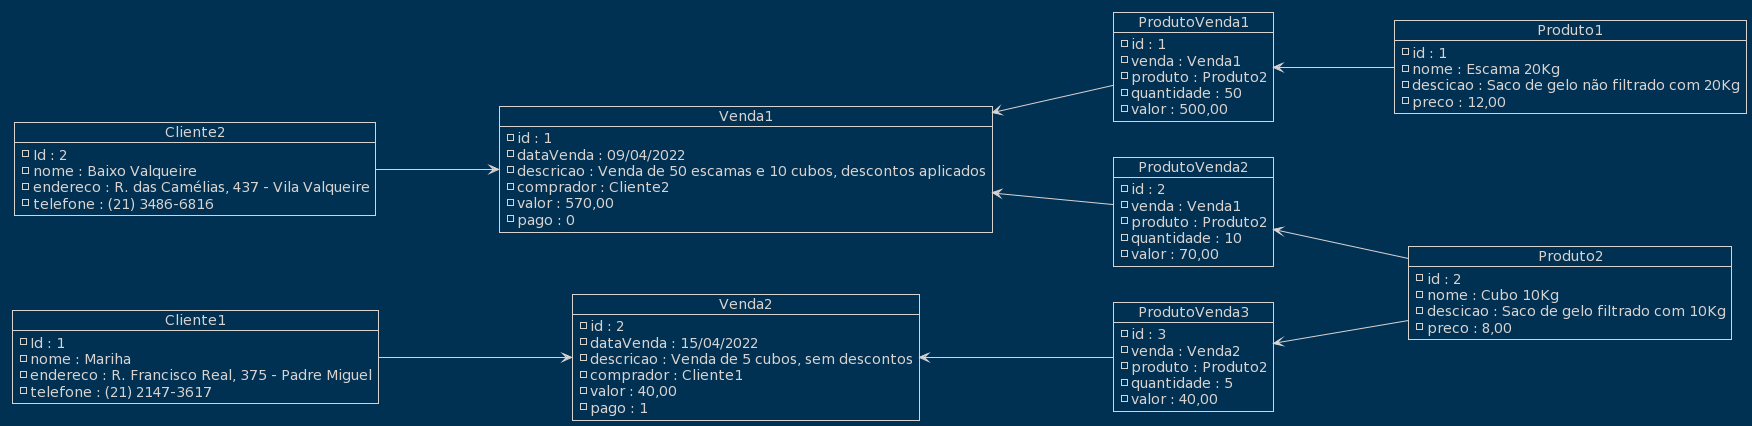 Cliente2
Id : 2
nome : Baixo Valqueire
endereco : R. das Camélias, 437 - Vila Valqueire
telefone : (21) 3486-6816
Cliente1
Id : 1
nome : Mariha
endereco : R. Francisco Real, 375 - Padre Miguel
telefone : (21) 2147-3617
Venda1
id : 1
dataVenda : 09/04/2022
descricao : Venda de 50 escamas e 10 cubos, descontos aplicados
comprador : Cliente2
valor : 570,00
pago : 0
Venda2
id : 2
dataVenda : 15/04/2022
descricao : Venda de 5 cubos, sem descontos
comprador : Cliente1
valor : 40,00
pago : 1
ProdutoVenda1
id : 1
venda : Venda1
produto : Produto2
quantidade : 50
valor : 500,00
ProdutoVenda2
id : 2
venda : Venda1
produto : Produto2
quantidade : 10
valor : 70,00
ProdutoVenda3
id : 3
venda : Venda2
produto : Produto2
quantidade : 5
valor : 40,00
Produto1
id : 1
nome : Escama 20Kg
descicao : Saco de gelo não filtrado com 20Kg
preco : 12,00
Produto2
id : 2
nome : Cubo 10Kg
descicao : Saco de gelo filtrado com 10Kg
preco : 8,00